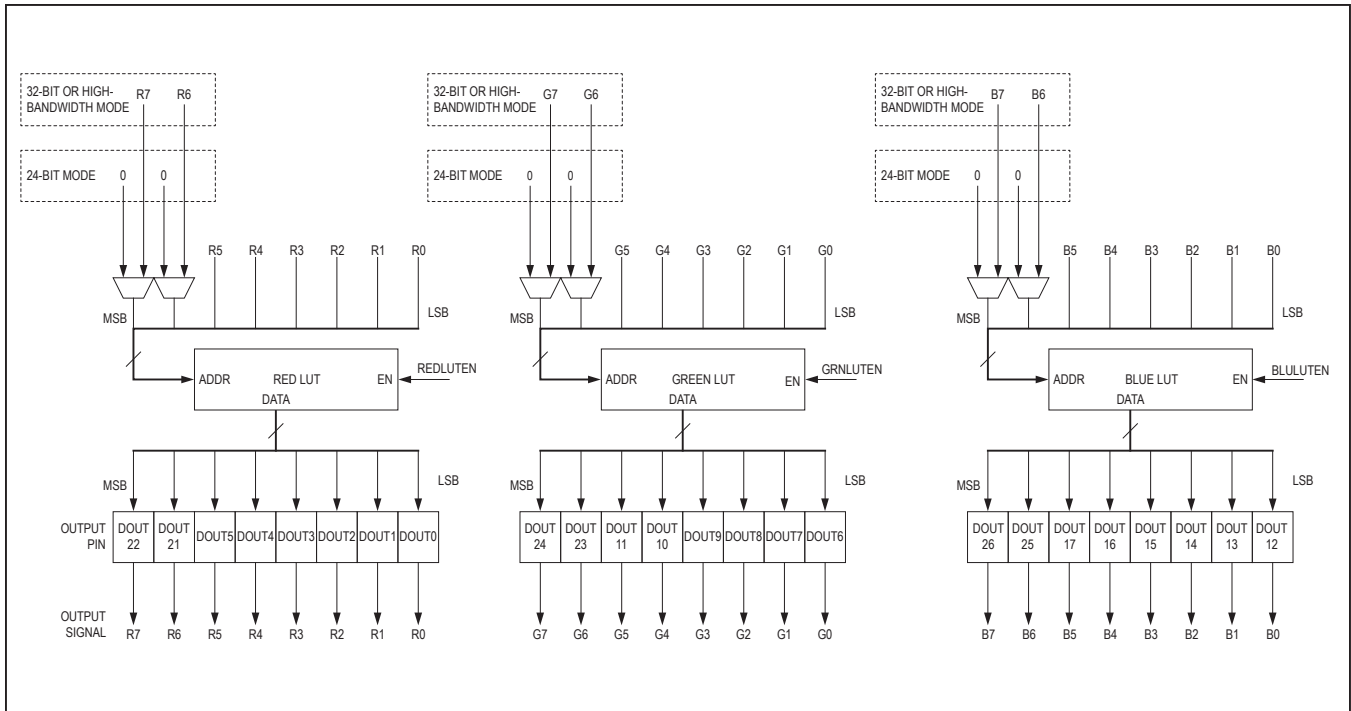 32-BIT OR HIGH-
BANDWIDTH MODE
R7 R6
32-BIT OR HIGH-
BANDWIDTH MODE
G7 G6
32-BIT OR HIGH-
BANDWIDTH MODE
B7 B6
24-BIT MODE 0 0
24-BIT MODE 0 0
24-BIT MODE 0 0
R5 R4 R3 R2 R1 R0
G5 G4 G3 G2 G1 G0
B5 B4 B3 B2 B1 B0
MSB LSB
MSB LSB
MSB LSB
ADDR RED LUT EN REDLUTEN
DATA
ADDR GREEN LUT EN GRNLUTEN
DATA
ADDR BLUE LUT EN BLULUTEN
DATA
MSB LSB
MSB LSB
MSB LSB
OUTPUT
PIN
DOUT
22
DOUT
21
DOUT5 DOUT4 DOUT3 DOUT2 DOUT1 DOUT0
DOUT
24
DOUT
23
DOUT
11
DOUT
10
DOUT9 DOUT8 DOUT7 DOUT6
DOUT
26
DOUT
25
DOUT
17
DOUT
16
DOUT
15
DOUT
14
DOUT
13
DOUT
12
OUTPUT
SIGNAL
R7 R6 R5 R4 R3 R2 R1 R0
G7 G6 G5 G4 G3 G2 G1 G0
B7 B6 B5 B4 B3 B2 B1 B0